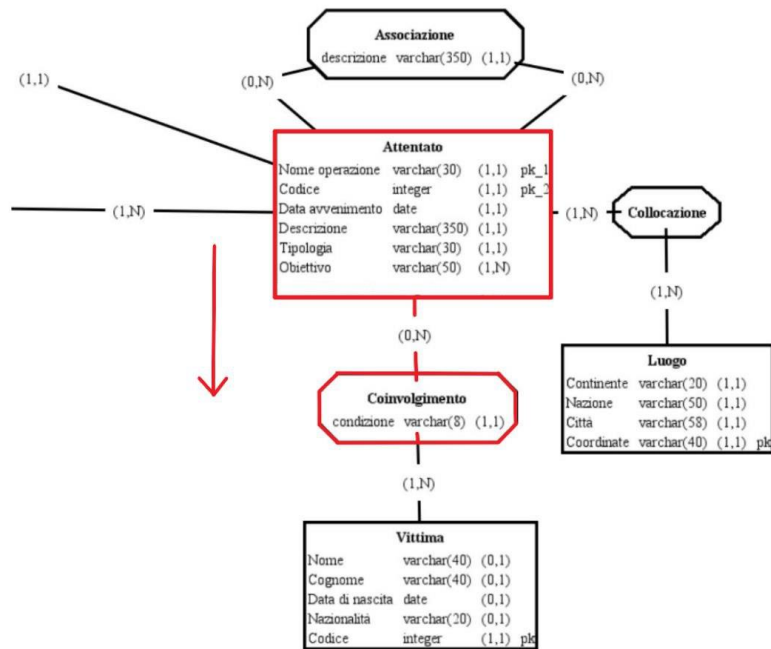 Associazione
descrizione varchar(350) (1,1)
(1,1)
(0,N)
(0,N)
Attentato
Nome operazione varchar(30) (1,1) pk_1
Codice integer (1,1) pk_2
Data avvenimento date (1,1)
Descrizione varchar(350) (1,1)
Tipologia varchar(30) (1,1)
Obiettivo varchar(50) (1,N)
(1,N)
(1,N)
Collocazione
(1,N)
(0,N)
Luogo
Continente varchar(20) (1,1)
Nazione varchar(50) (1,1)
Città varchar(58) (1,1)
Coordinate varchar(40) (1,1) pk
Coinvolgimento
condizione varchar(8) (1,1)
(1,N)
Vittima
Nome varchar(40) (0,1)
Cognome varchar(40) (0,1)
Data di nascita date (0,1)
Nazionalità varchar(20) (0,1)
Codice integer (1,1) pk